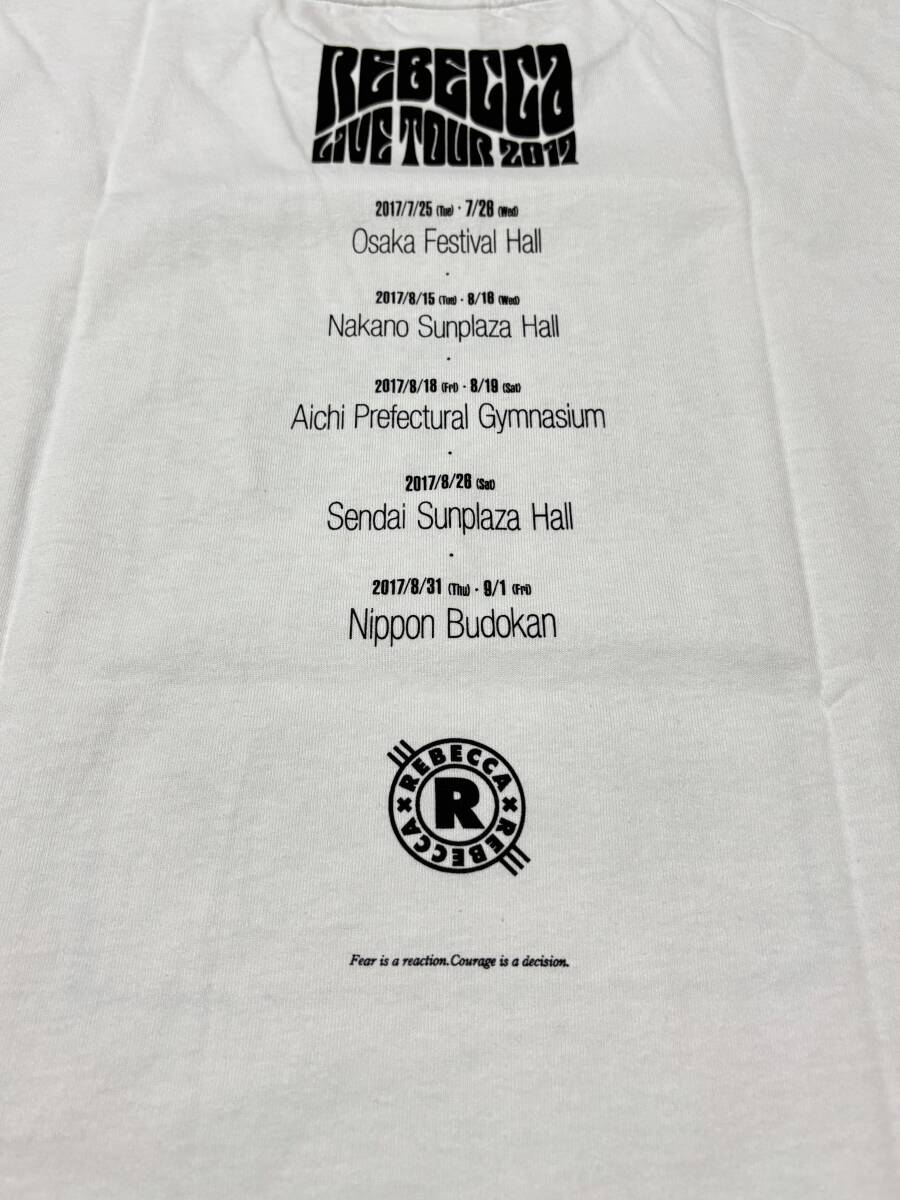 REBECCA
LIVE TOUR 2017
2017/7/25 (Tue) · 7/26 (Wed)
Osaka Festival Hall
·
2017/8/15 (Tue) · 8/16 (Wed)
Nakano Sunplaza Hall
·
2017/8/18 (Fri) · 8/19 (Sat)
Aichi Prefectural Gymnasium
·
2017/8/26 (Sat)
Sendai Sunplaza Hall
·
2017/8/31 (Thu) · 9/1 (Fri)
Nippon Budokan
REBECCA × REBECCA ×
R
Fear is a reaction.Courage is a decision.